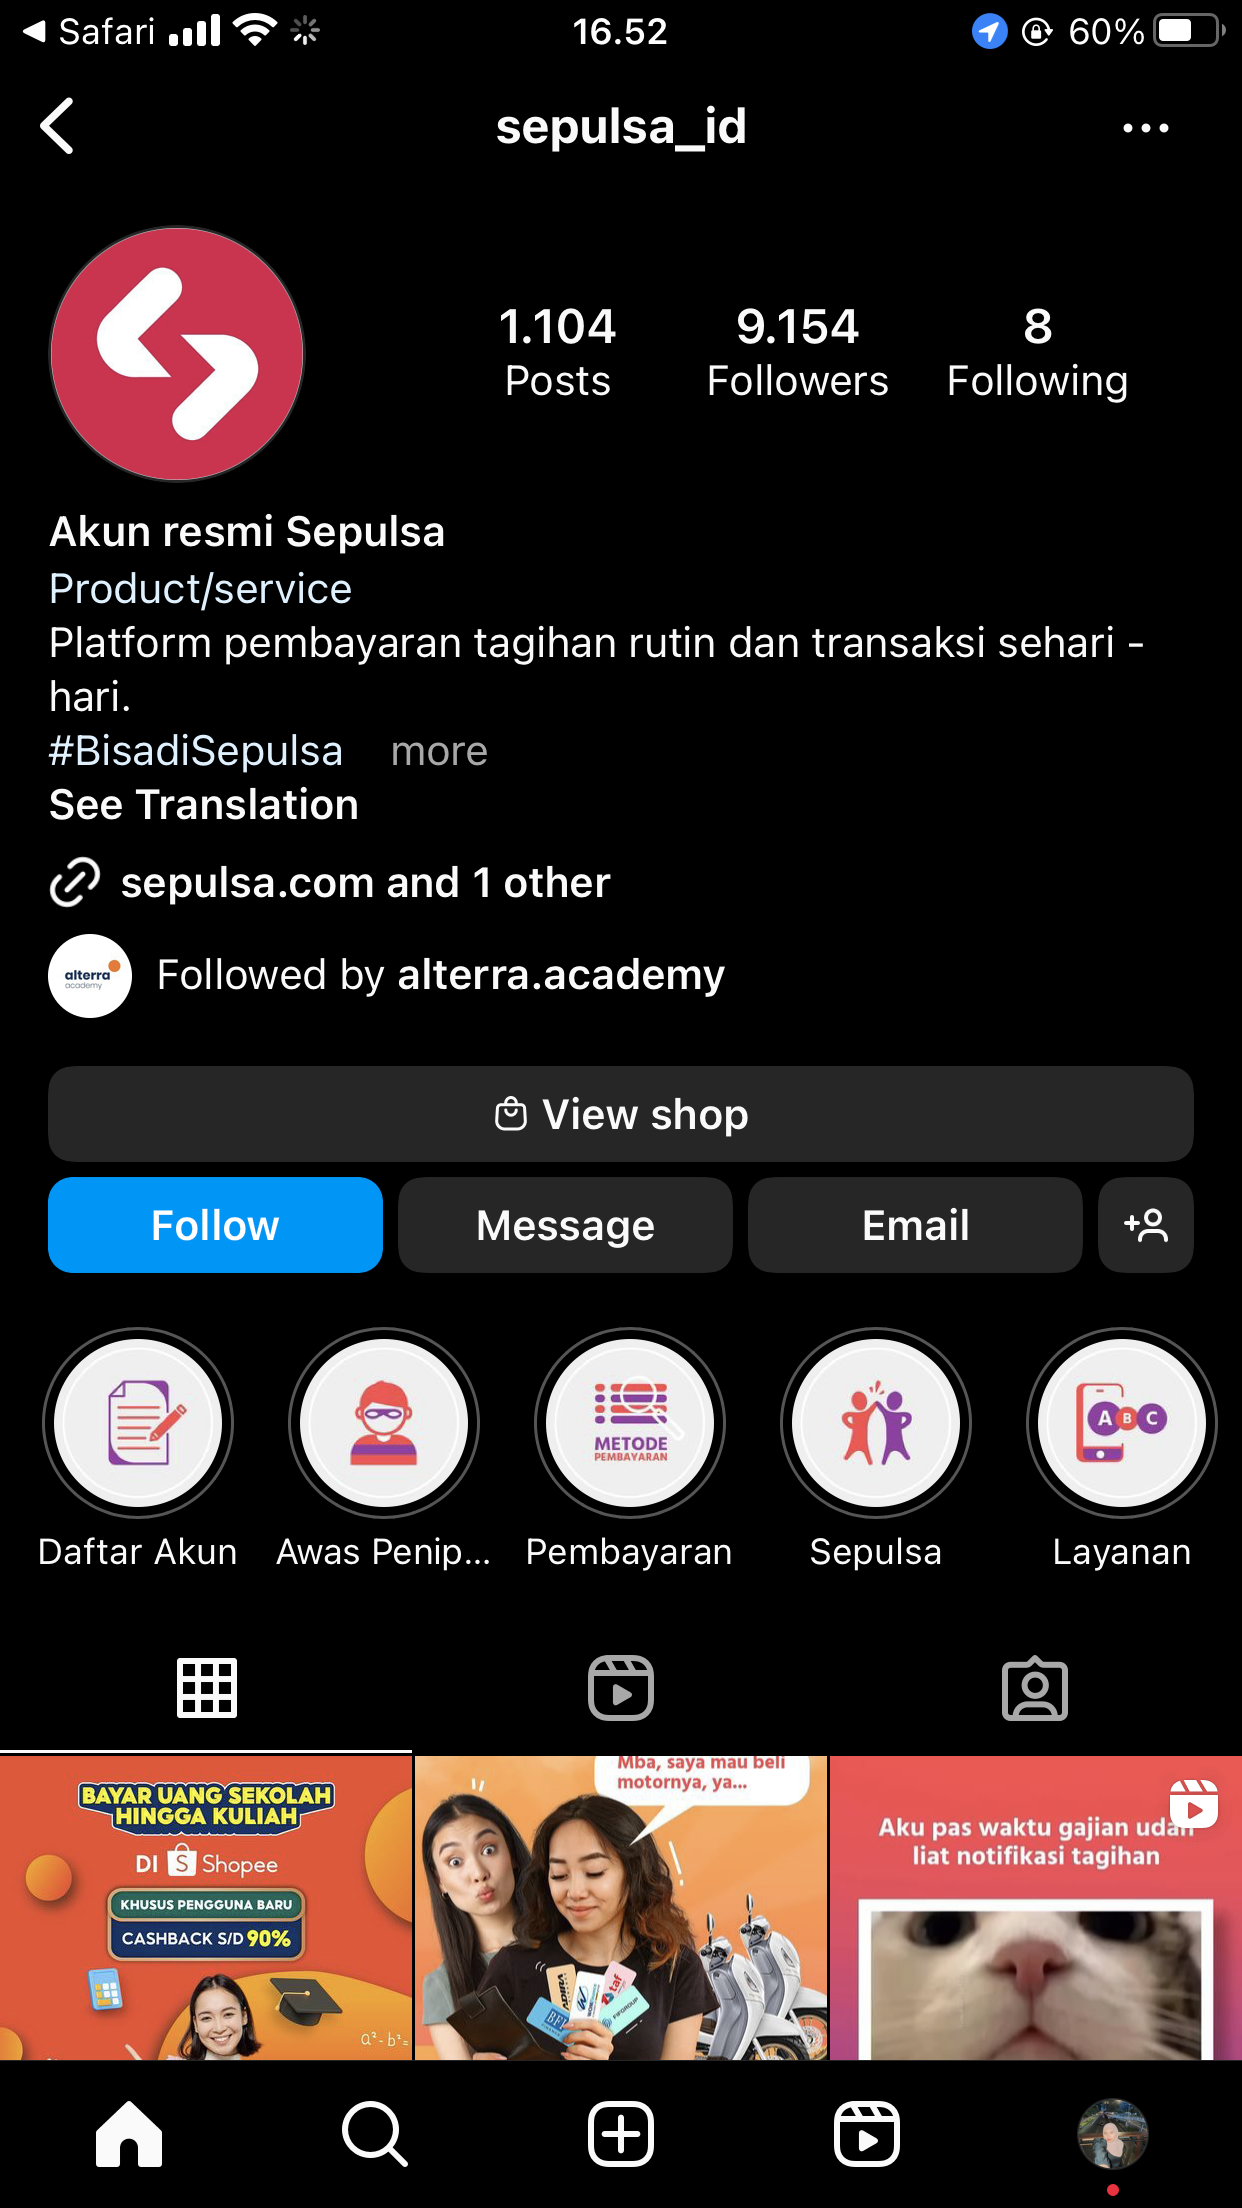 Safari
16.52
60%
sepulsa_id
1.104
9.154
8
Posts
Followers
Following
Akun resmi Sepulsa
Product/service
Platform pembayaran tagihan rutin dan transaksi sehari -
hari.
#BisadiSepulsa more
See Translation
sepulsa.com and 1 other
alterra
academy
Followed by alterra.academy
View shop
Follow
Message
Email
METODE
PEMBAYARAN
A B C
Daftar Akun
Awas Penip...
Pembayaran
Sepulsa
Layanan
BAYAR UANG SEKOLAH
HINGGA KULIAH
DI Shopee
KHUSUS PENGGUNA BARU
CASHBACK S/D 90%
a²-b²=
Mba, saya mau beli
motornya, ya...
BFI
FIFGROUP
Aku pas waktu gajian udah
liat notifikasi tagihan